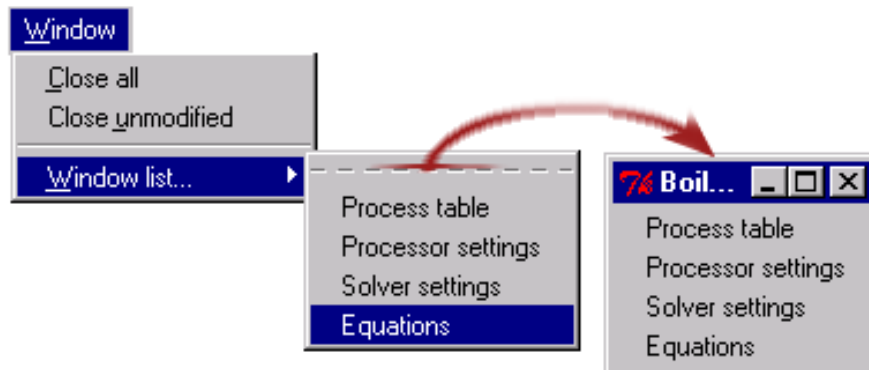 Window
Close all
Close unmodified
Window list...
Process table
Processor settings
Solver settings
Equations
Boil...
Process table
Processor settings
Solver settings
Equations